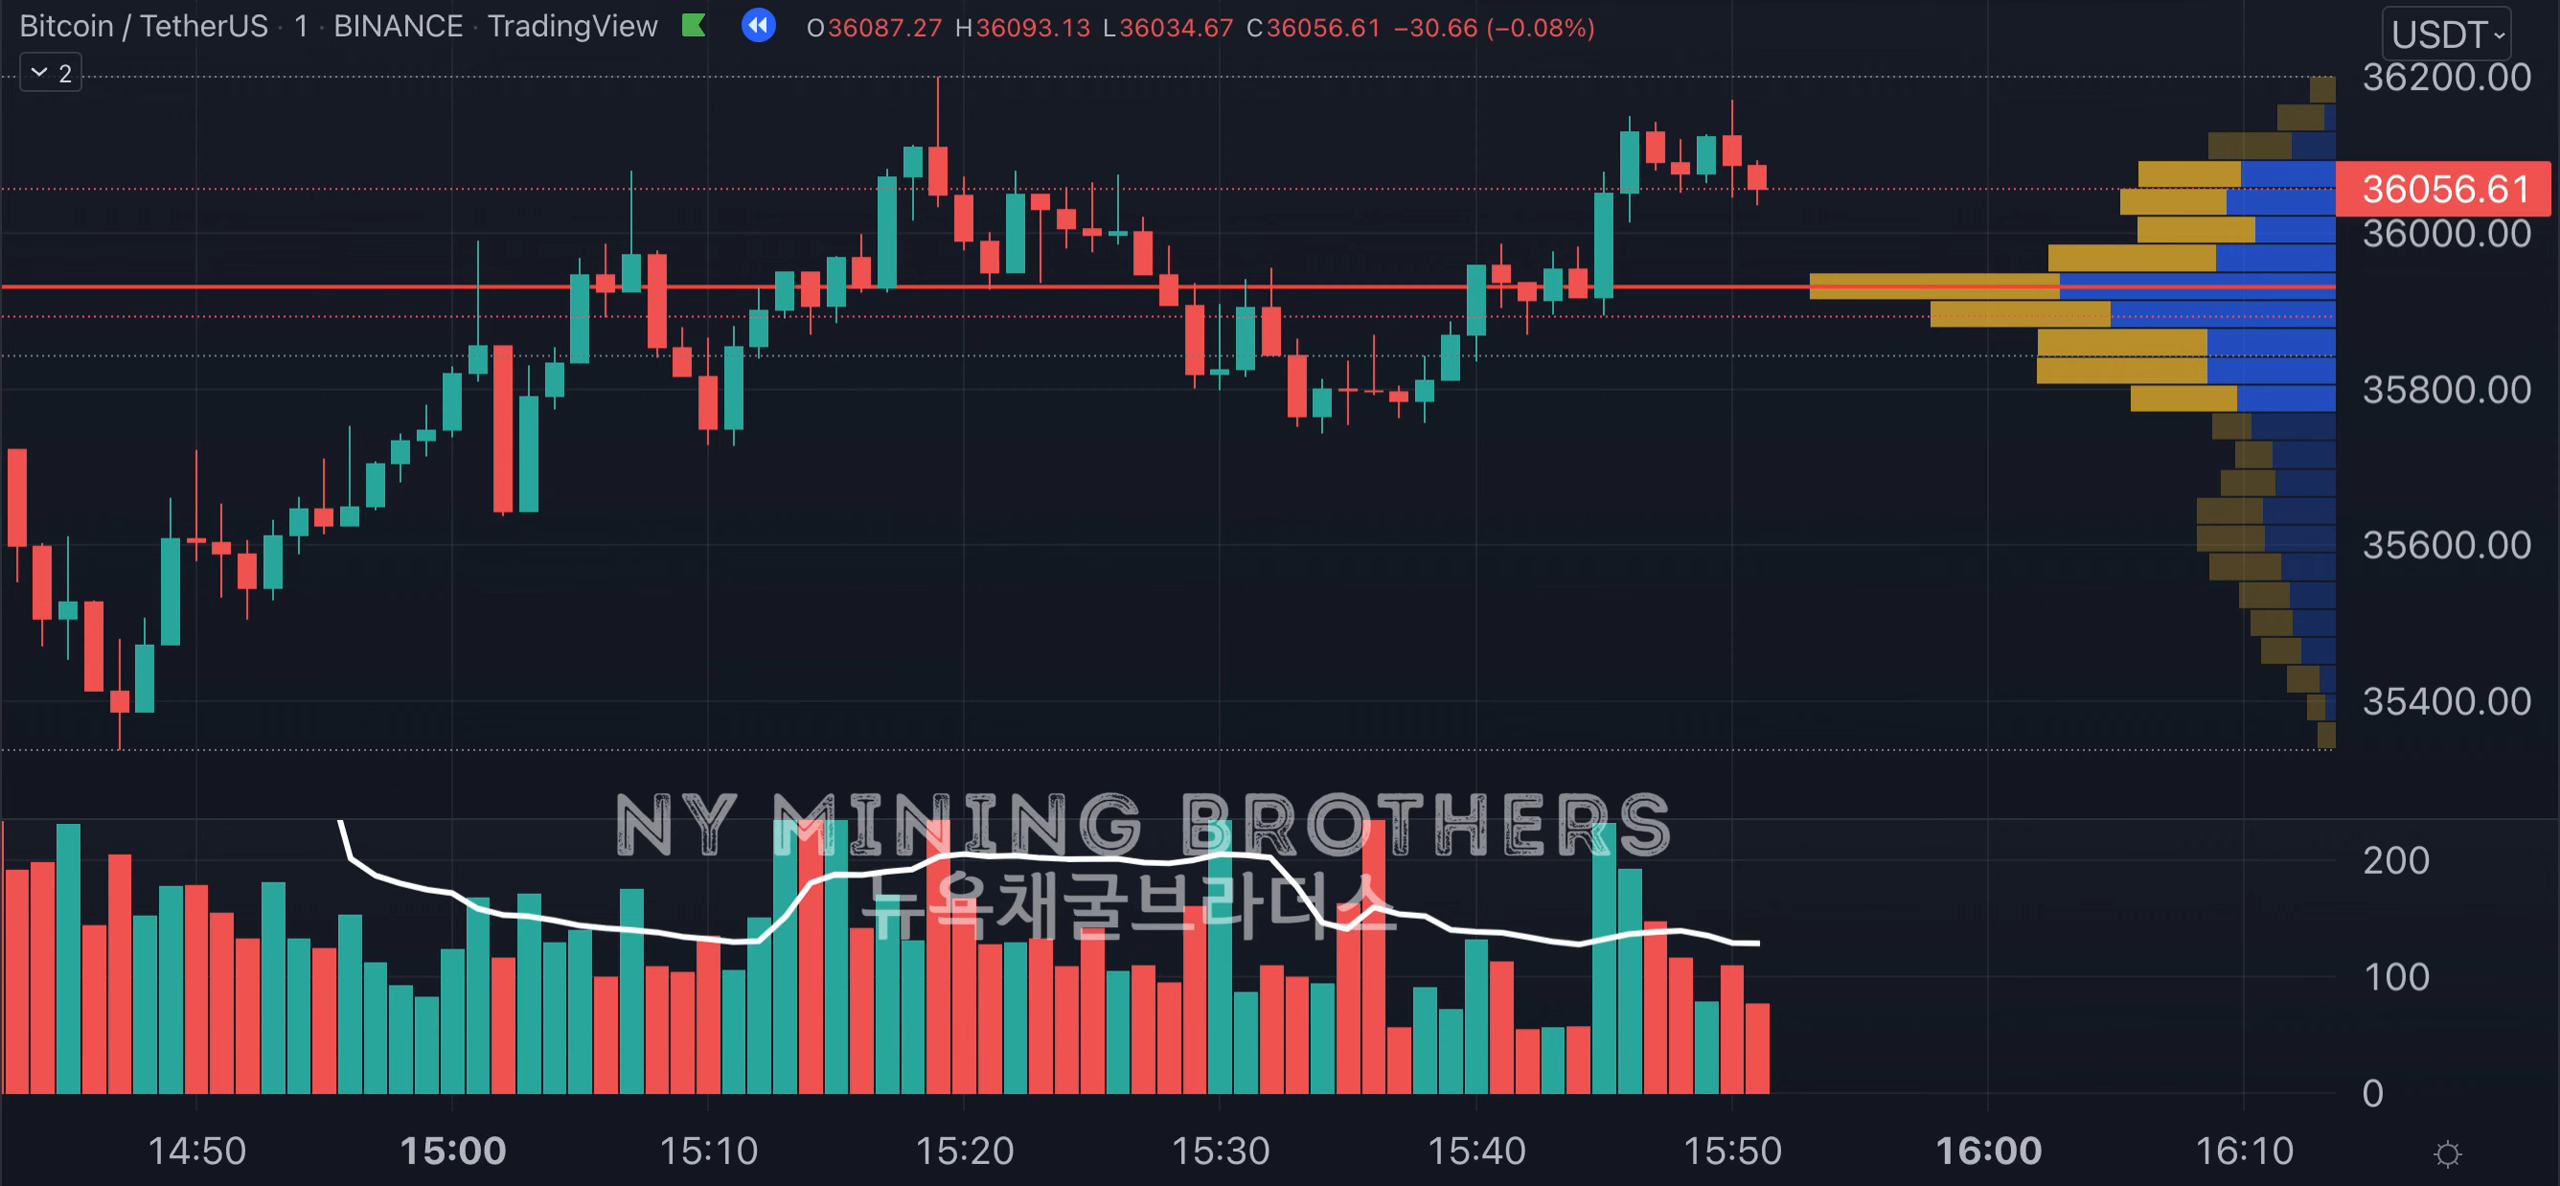 Bitcoin / TetherUS · 1 · BINANCE · TradingView O36087.27 H36093.13 L36034.67 C36056.61 −30.66 (−0.08%)
USDT
2
36200.00
36056.61
36000.00
35800.00
35600.00
35400.00
NY MINING BROTHERS
뉴욕채굴브라더스
200
100
0
14:50 15:00 15:10 15:20 15:30 15:40 15:50 16:00 16:10